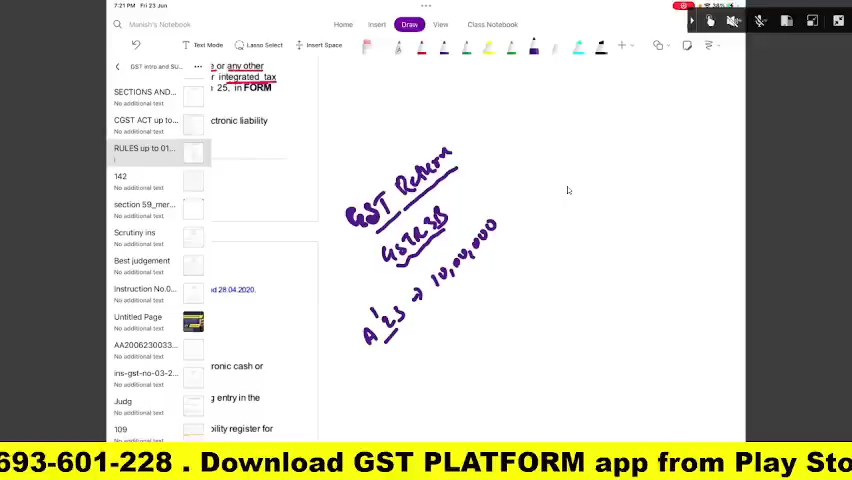 7:21 PM Fri 23 Jun
38%
Manish's Notebook
Home Insert Draw View Class Notebook
Text Mode Lasso Select Insert Space
GST intro and SU...
SECTIONS AND...
No additional text
CGST ACT up to...
No additional text
RULES up to 01...
142
No additional text
section 59_mer...
No additional text
Scrutiny ins
No additional text
Best judgement
No additional text
Instruction No.0...
No additional text
Untitled Page
No additional text
AA2006230033...
No additional text
ins-gst-no-03-2...
No additional text
Judg
No additional text
109
No additional text
e or any other
r integrated tax
25, in FORM
ctronic liability
ed 28.04.2020.
ronic cash or
g entry in the
bility register for
GST Return
GSTR3B
A'23 → 10,00,000
693-601-228 . Download GST PLATFORM app from Play Sto